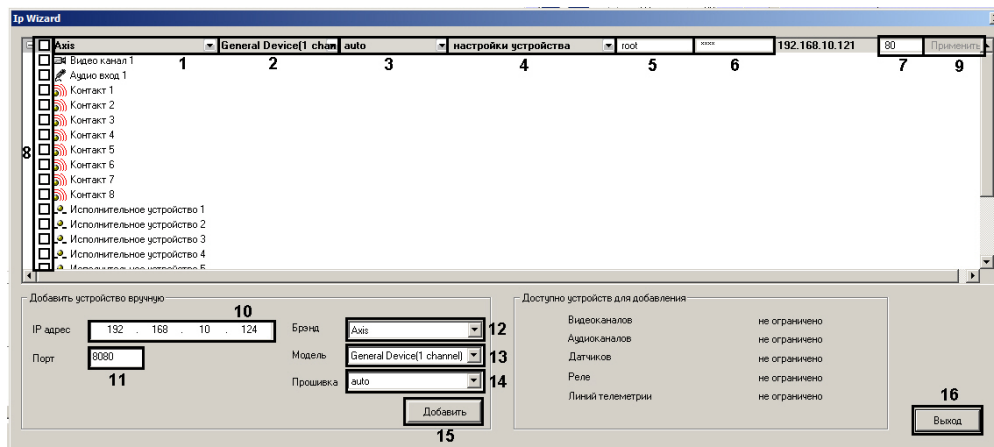 Ip Wizard
Axis General Device(1 chan auto настройки устройства root **** 192.168.10.121 80 Применить
1 2 3 4 5 6 7 9
Видео канал 1
Аудио вход 1
Контакт 1
Контакт 2
Контакт 3
Контакт 4
8 Контакт 5
Контакт 6
Контакт 7
Контакт 8
Исполнительное устройство 1
Исполнительное устройство 2
Исполнительное устройство 3
Исполнительное устройство 4
Исполнительное устройство 5
Добавить устройство вручную
10
IP адрес 192 . 168 . 10 . 124
Порт 8080
11
Брэнд Axis 12
Модель General Device(1 channel) 13
Прошивка auto 14
Добавить
15
Доступно устройств для добавления
Видеоканалов не ограничено
Аудиоканалов не ограничено
Датчиков не ограничено
Реле не ограничено
Линий телеметрии не ограничено
16
Выход